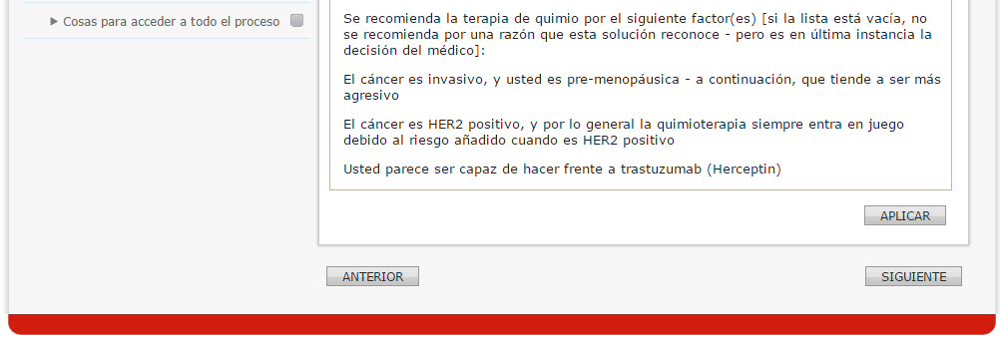 Cosas para acceder a todo el proceso
Se recomienda la terapia de quimio por el siguiente factor(es) [si la lista está vacía, no
se recomienda por una razón que esta solución reconoce - pero es en última instancia la
decisión del médico]:
El cáncer es invasivo, y usted es pre-menopáusica - a continuación, que tiende a ser más
agresivo
El cáncer es HER2 positivo, y por lo general la quimioterapia siempre entra en juego
debido al riesgo añadido cuando es HER2 positivo
Usted parece ser capaz de hacer frente a trastuzumab (Herceptin)
APLICAR
ANTERIOR
SIGUIENTE